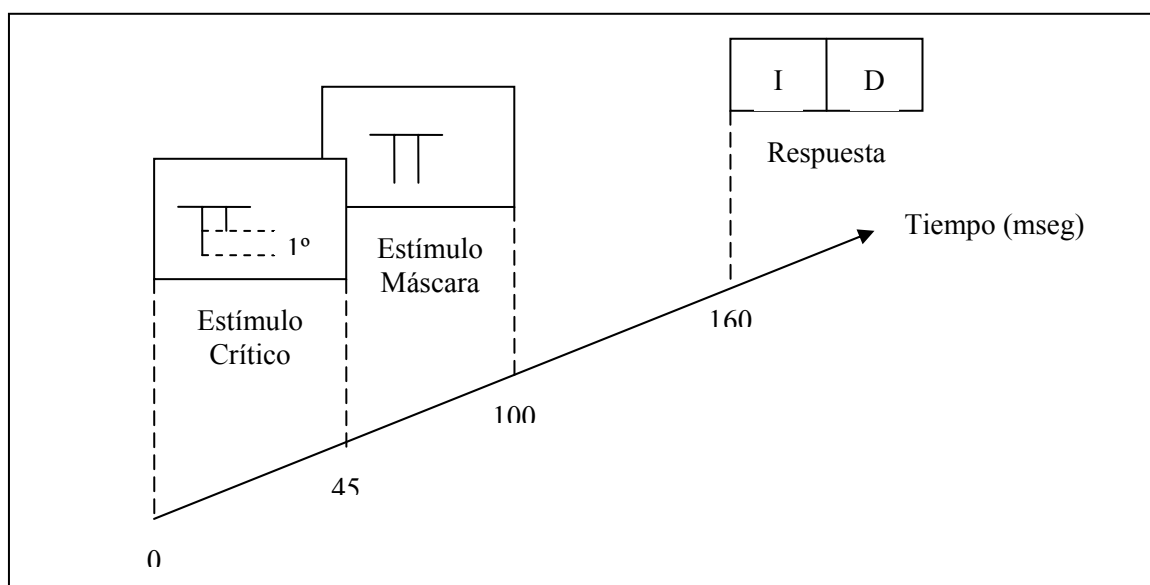 I D
Respuesta
Tiempo (mseg)
1º
Estímulo
Máscara
Estímulo
Crítico
160
100
45
0